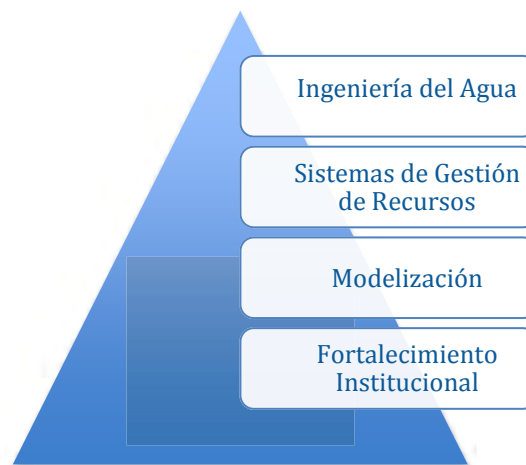 Ingeniería del Agua
Sistemas de Gestión
de Recursos
Modelización
Fortalecimiento
Institucional